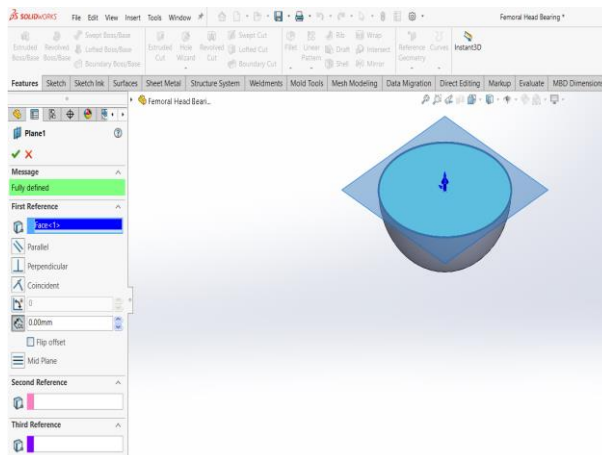 SOLIDWORKS File Edit View Insert Tools Window Femoral Head Bearing *
Extruded Boss/Base
Revolved Boss/Base
Swept Boss/Base
Lofted Boss/Base
Boundary Boss/Base
Extruded Cut
Hole Wizard
Revolved Cut
Swept Cut
Lofted Cut
Boundary Cut
Fillet
Linear Pattern
Rib
Draft
Shell
Wrap
Intersect
Mirror
Reference Geometry
Curves
Instant3D
Features Sketch Sketch Ink Surfaces Sheet Metal Structure System Weldments Mold Tools Mesh Modeling Data Migration Direct Editing Markup Evaluate MBD Dimensions
Femoral Head Beari...
Plane1
Message
Fully defined
First Reference
Face<1>
Parallel
Perpendicular
Coincident
0
0.00mm
Flip offset
Mid Plane
Second Reference
Third Reference